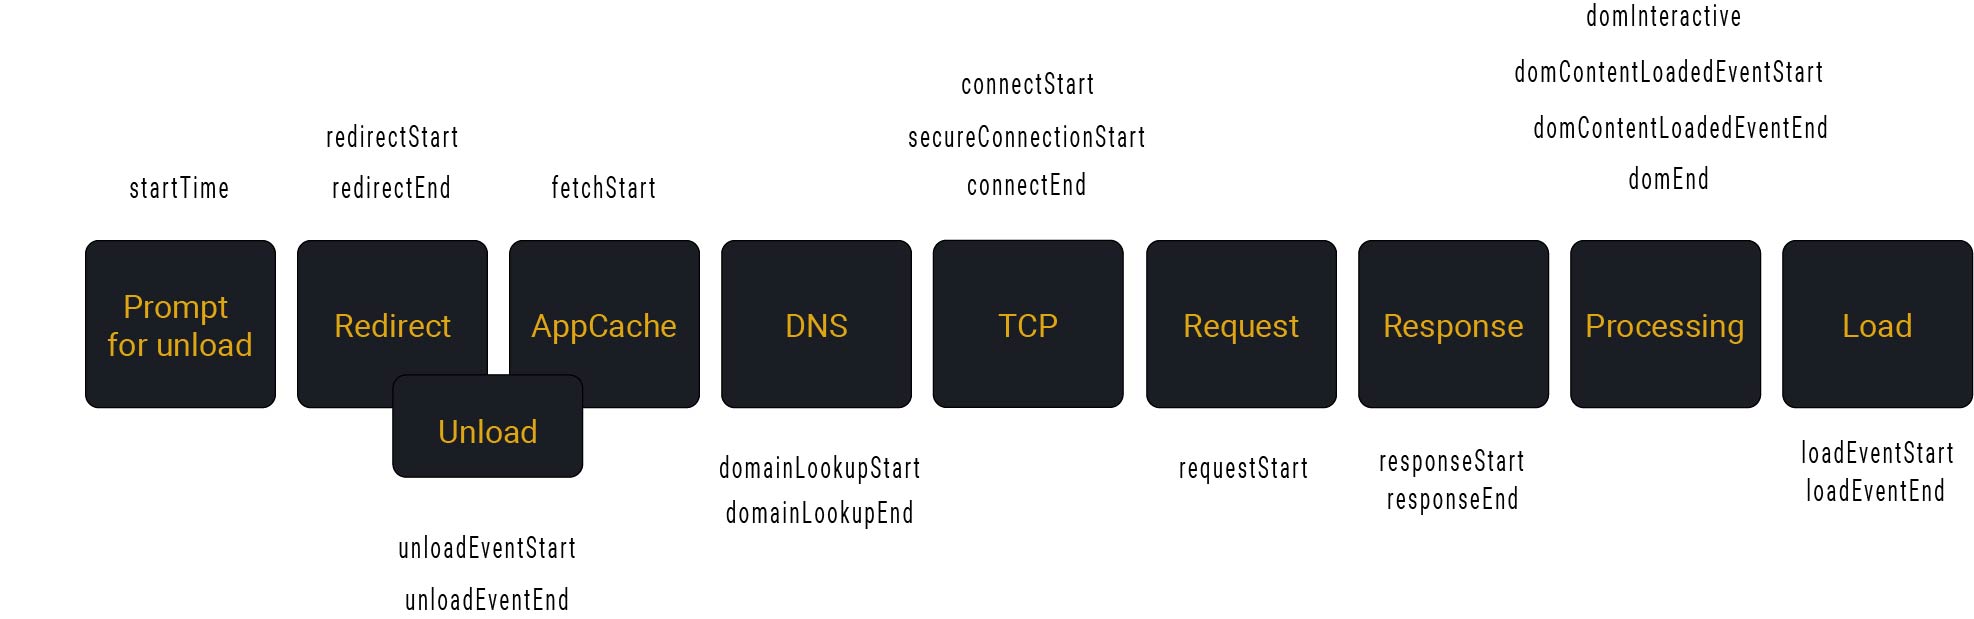 domInteractive
domContentLoadedEventStart
domContentLoadedEventEnd
domEnd
connectStart
secureConnectionStart
connectEnd
redirectStart
redirectEnd
startTime
fetchStart
Prompt
for unload
Redirect
AppCache
DNS
TCP
Request
Response
Processing
Load
Unload
unloadEventStart
unloadEventEnd
domainLookupStart
domainLookupEnd
requestStart
responseStart
responseEnd
loadEventStart
loadEventEnd